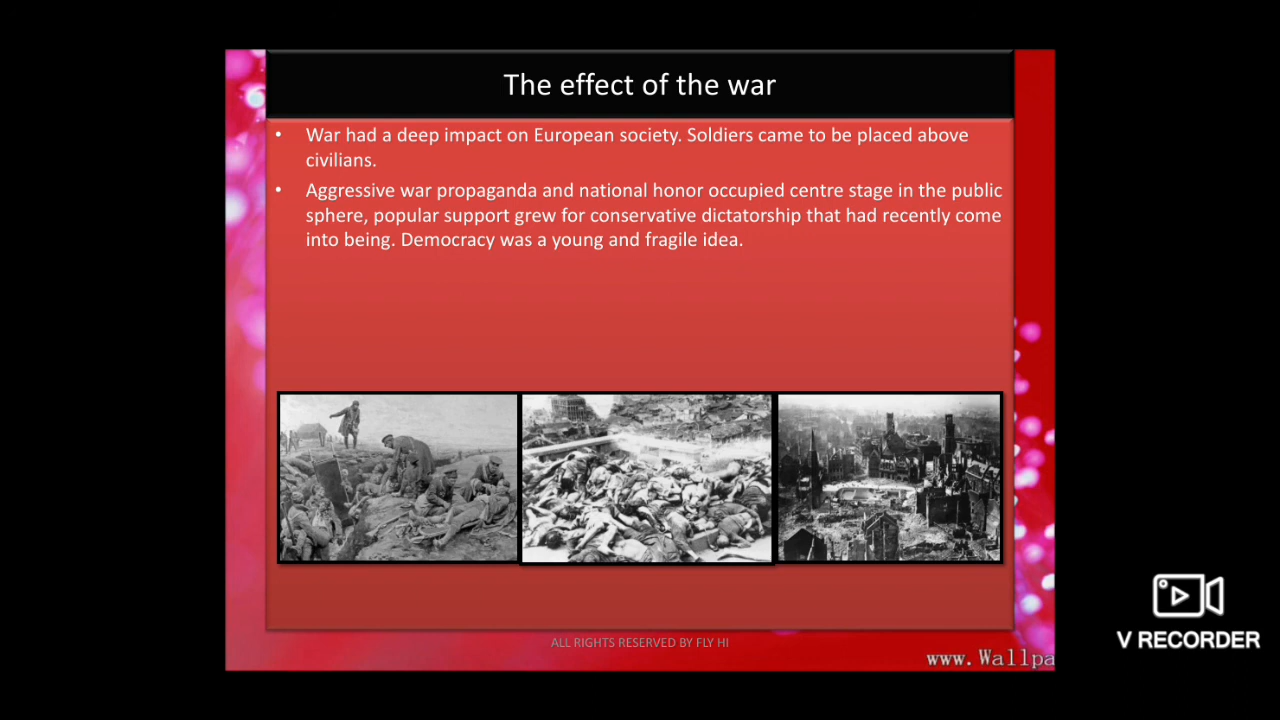 The effect of the war
• War had a deep impact on European society. Soldiers came to be placed above
civilians.
• Aggressive war propaganda and national honor occupied centre stage in the public
sphere, popular support grew for conservative dictatorship that had recently come
into being. Democracy was a young and fragile idea.
ALL RIGHTS RESERVED BY FLY HI
www.Wallpa
V RECORDER